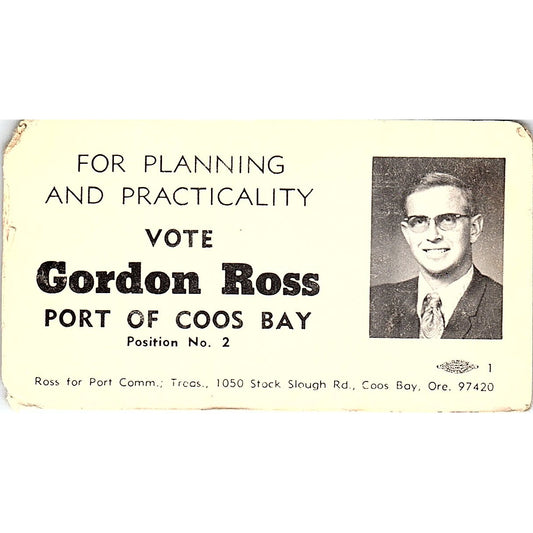 FOR PLANNING
AND PRACTICALITY
VOTE
Gordon Ross
PORT OF COOS BAY
Position No. 2
1
Ross for Port Comm.; Treas., 1050 Stock Slough Rd., Coos Bay, Ore. 97420